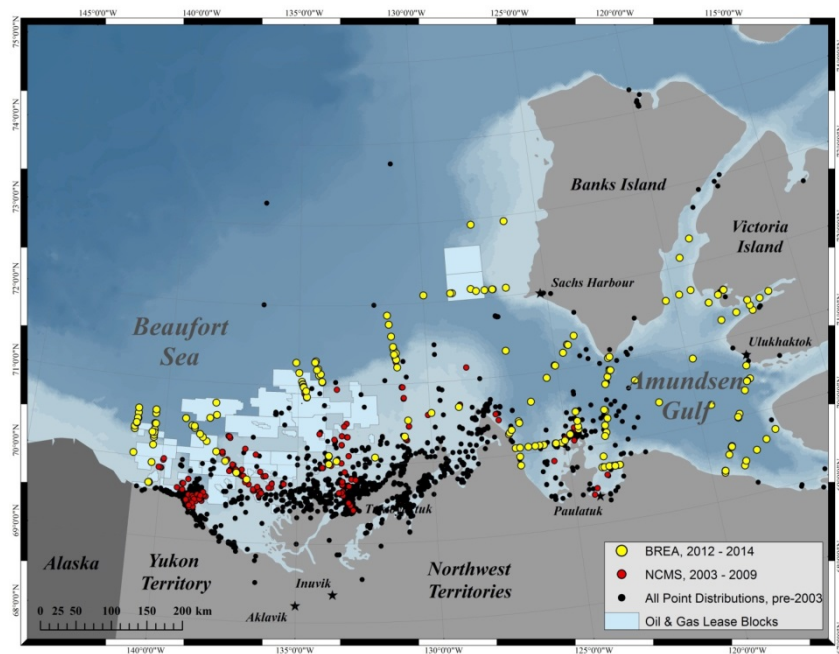 145°0'0"W
140°0'0"W
135°0'0"W
130°0'0"W
125°0'0"W
120°0'0"W
115°0'0"W
75°0'0"N
74°0'0"N
73°0'0"N
72°0'0"N
71°0'0"N
70°0'0"N
69°0'0"N
68°0'0"N
Banks Island
Victoria
Island
Sachs Harbour
Beaufort
Sea
Ulukhaktok
Amundsen
Gulf
Paulatuk
Alaska
Yukon
Territory
Northwest
Territories
Inuvik
Aklavik
0 25 50 100 150 200 km
BREA, 2012 - 2014
NCMS, 2003 - 2009
All Point Distributions, pre-2003
Oil & Gas Lease Blocks
140°0'0"W
135°0'0"W
130°0'0"W
125°0'0"W
120°0'0"W